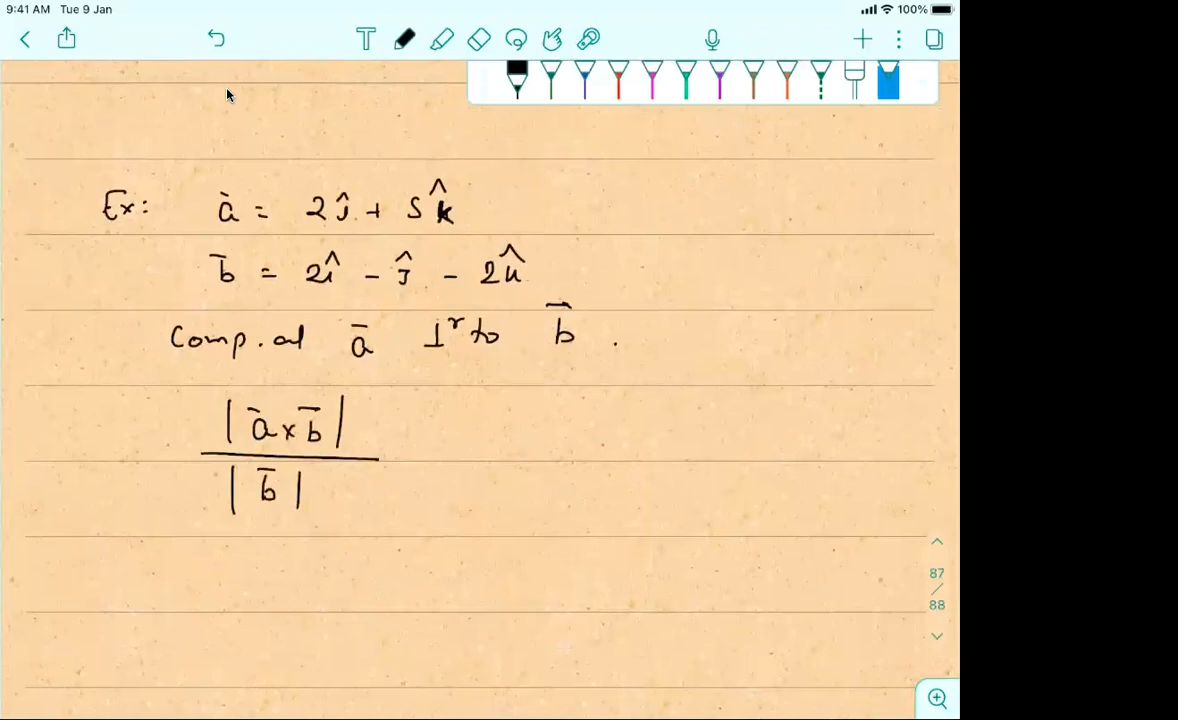 9:41 AM Tue 9 Jan 100%
Ex: ā = 2ĵ + 5k̂
b̄ = 2î - ĵ - 2k̂
Comp. of ā ⊥r to b⃗ .
| ā × b̄ |
| b̄ |
87
/
88